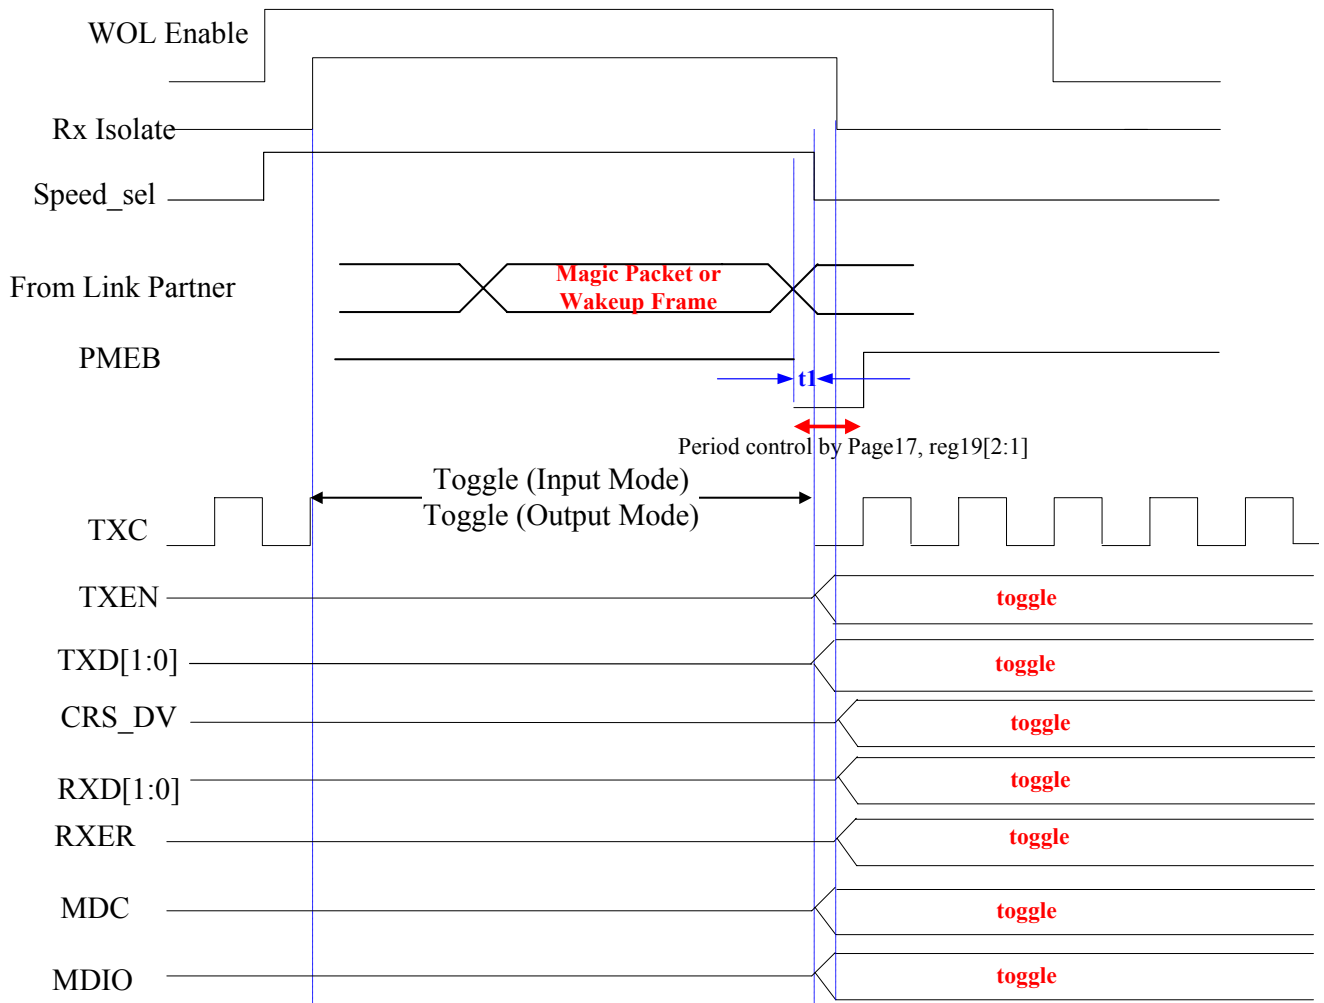 WOL Enable
Rx Isolate
Speed_sel
From Link Partner
Magic Packet or
Wakeup Frame
PMEB
t1
Period control by Page17, reg19[2:1]
Toggle (Input Mode)
Toggle (Output Mode)
TXC
TXEN
toggle
TXD[1:0]
toggle
CRS_DV
toggle
RXD[1:0]
toggle
RXER
toggle
MDC
toggle
MDIO
toggle